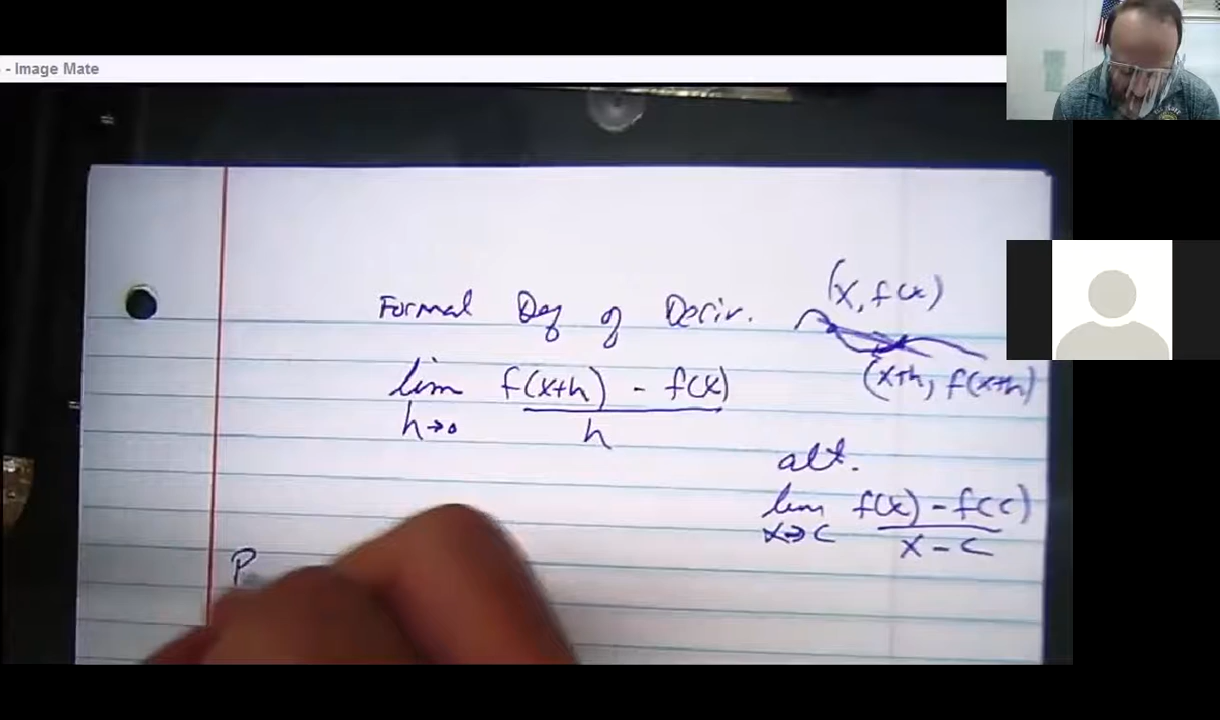 - Image Mate
Formal Def of Deriv.
(x, f(x)
lim f(x+h) - f(x)
h→0 h
(x+h, f(x+h)
alt.
lim f(x) - f(c)
x→c x - c
P